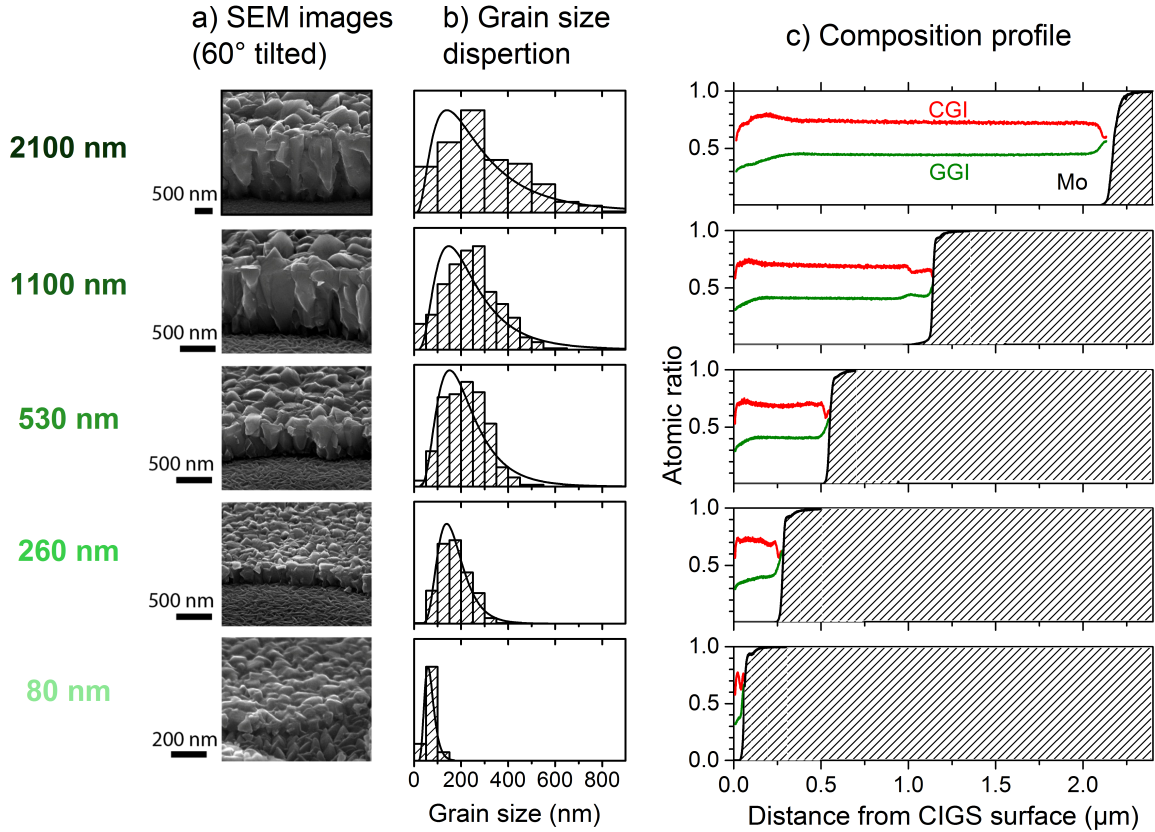 a) SEM images
(60° tilted)
b) Grain size
dispertion
c) Composition profile
2100 nm
500 nm
1100 nm
500 nm
530 nm
500 nm
260 nm
500 nm
80 nm
200 nm
0 200 400 600 800
Grain size (nm)
Atomic ratio
1.0
0.5
CGI
GGI
Mo
1.0
0.5
1.0
0.5
1.0
0.5
1.0
0.5
0.0
0.0 0.5 1.0 1.5 2.0
Distance from CIGS surface (µm)